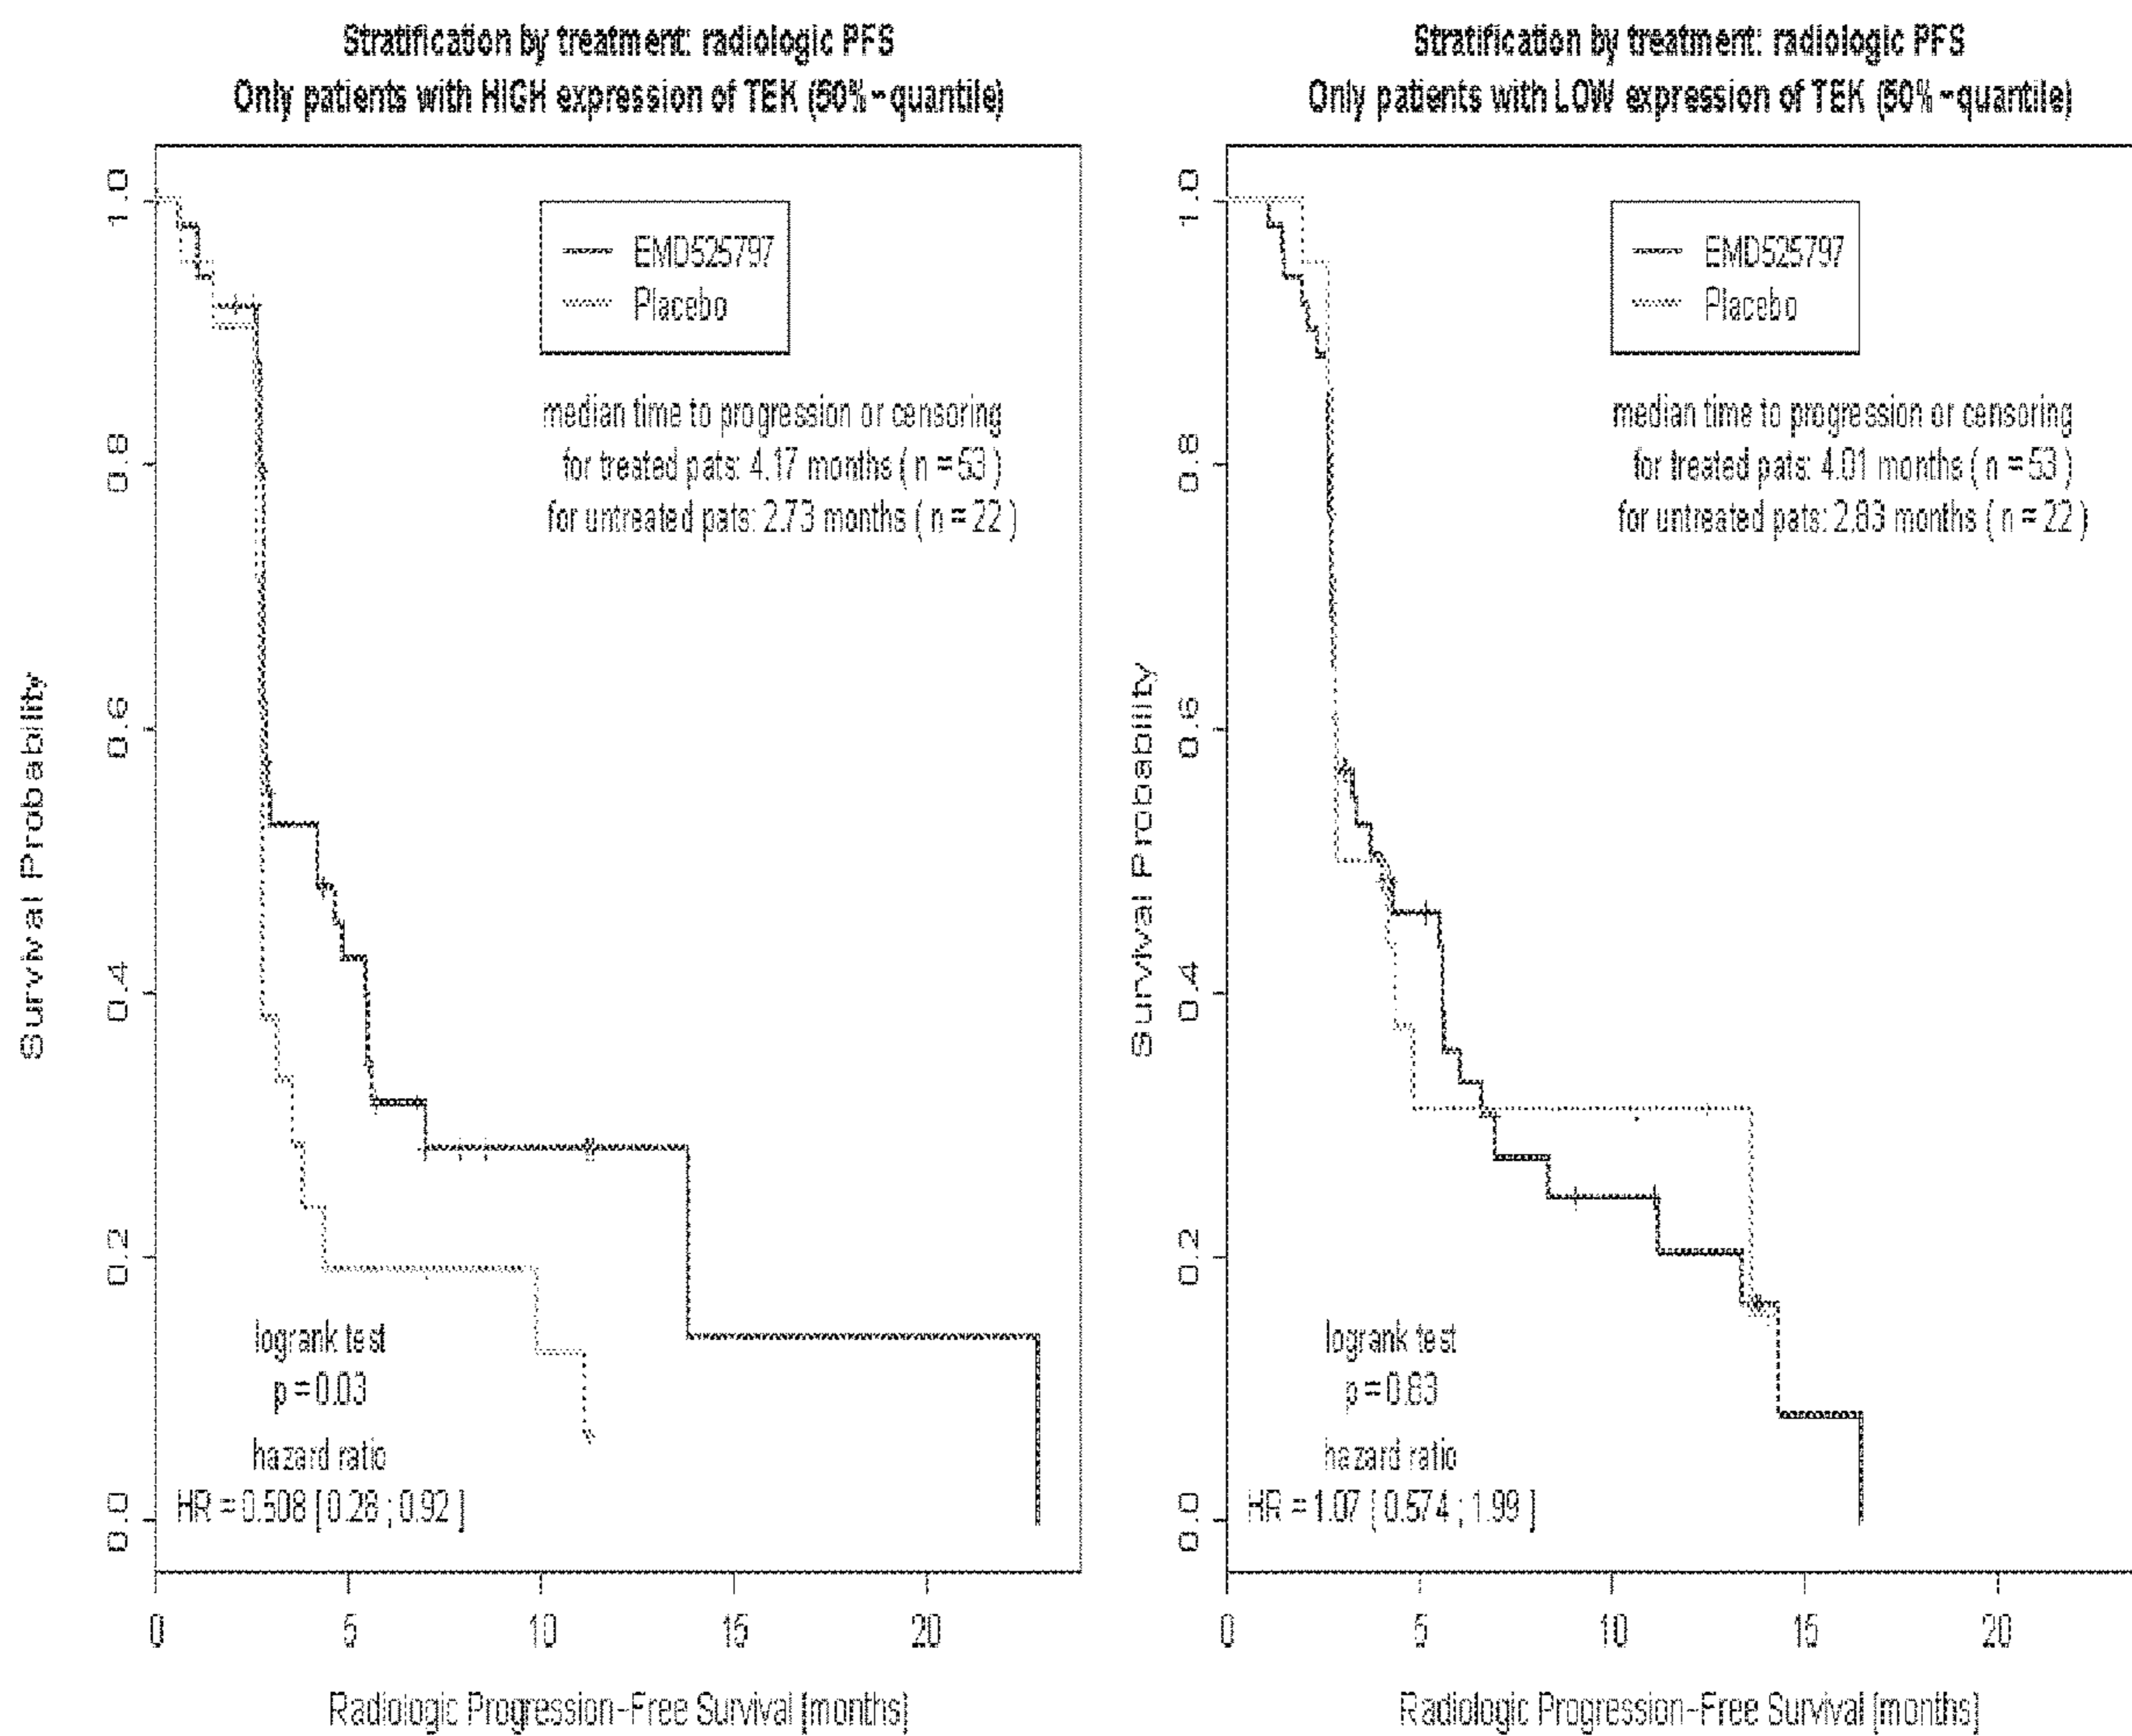 Stratification by treatment: radiologic PFS
Only patients with HIGH expression of TEK (50%-quantile)
EMD525797
Placebo
median time to progression or censoring
for treated pats: 4.17 months ( n = 53 )
for untreated pats: 2.73 months ( n = 22 )
logrank test
p = 0.03
hazard ratio
HR = 0.508 [ 0.28 ; 0.92 ]
Survival Probability
1.0
0.8
0.6
0.4
0.2
0.0
0 5 10 15 20
Radiologic Progression-Free Survival [months]
Stratification by treatment: radiologic PFS
Only patients with LOW expression of TEK (50%-quantile)
EMD525797
Placebo
median time to progression or censoring
for treated pats: 4.01 months ( n = 53 )
for untreated pats: 2.83 months ( n = 22 )
logrank test
p = 0.83
hazard ratio
HR = 1.07 [ 0.574 ; 1.99 ]
Survival Probability
1.0
0.8
0.6
0.4
0.2
0.0
0 5 10 15 20
Radiologic Progression-Free Survival [months]